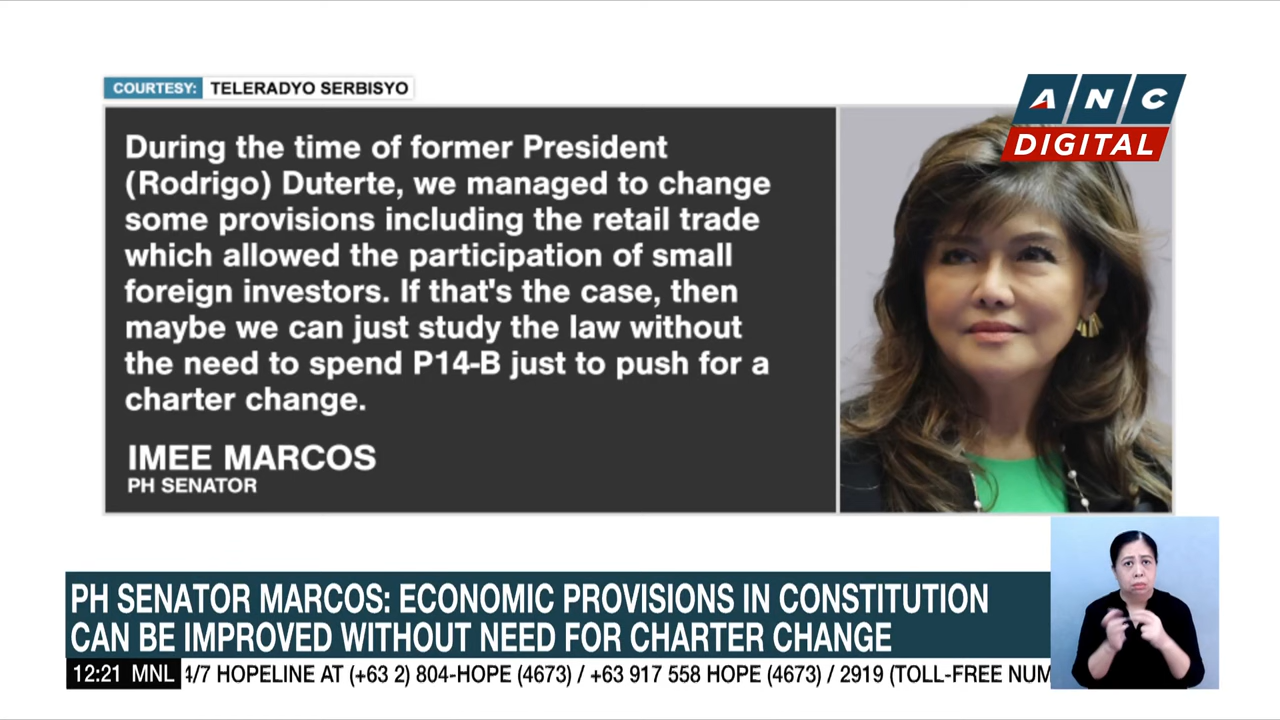 COURTESY: TELERADYO SERBISYO
ANC
DIGITAL
During the time of former President
(Rodrigo) Duterte, we managed to change
some provisions including the retail trade
which allowed the participation of small
foreign investors. If that's the case, then
maybe we can just study the law without
the need to spend P14-B just to push for a
charter change.
IMEE MARCOS
PH SENATOR
PH SENATOR MARCOS: ECONOMIC PROVISIONS IN CONSTITUTION
CAN BE IMPROVED WITHOUT NEED FOR CHARTER CHANGE
12:21 MNL 4/7 HOPELINE AT (+63 2) 804-HOPE (4673) / +63 917 558 HOPE (4673) / 2919 (TOLL-FREE NUM